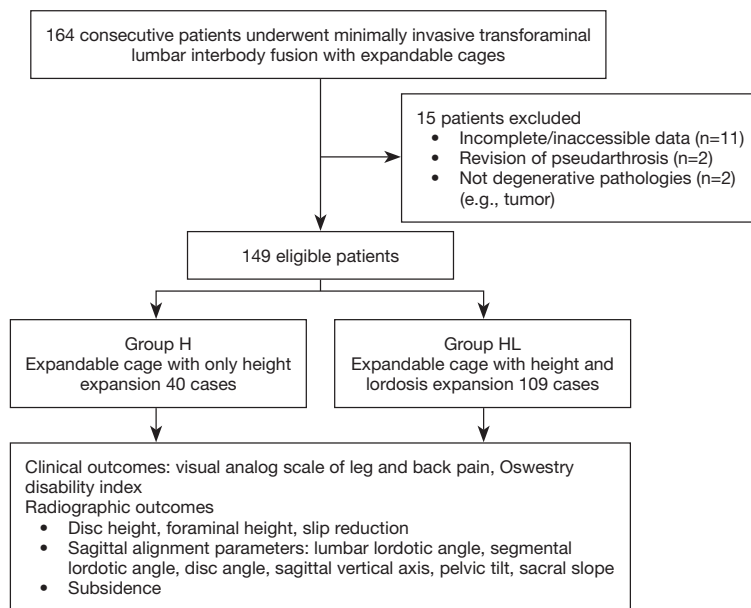 164 consecutive patients underwent minimally invasive transforaminal
lumbar interbody fusion with expandable cages
15 patients excluded
• Incomplete/inaccessible data (n=11)
• Revision of pseudarthrosis (n=2)
• Not degenerative pathologies (n=2)
(e.g., tumor)
149 eligible patients
Group H
Expandable cage with only height
expansion 40 cases
Group HL
Expandable cage with height and
lordosis expansion 109 cases
Clinical outcomes: visual analog scale of leg and back pain, Oswestry
disability index
Radiographic outcomes
• Disc height, foraminal height, slip reduction
• Sagittal alignment parameters: lumbar lordotic angle, segmental
lordotic angle, disc angle, sagittal vertical axis, pelvic tilt, sacral slope
• Subsidence